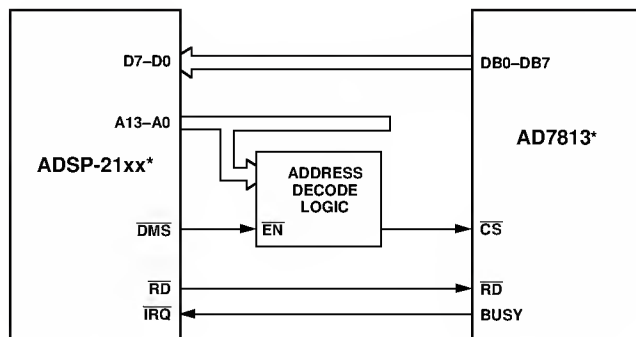 D7–D0
DB0–DB7
A13–A0
ADSP-21xx*
AD7813*
ADDRESS
DECODE
LOGIC
DMS
EN
CS
RD
RD
IRQ
BUSY